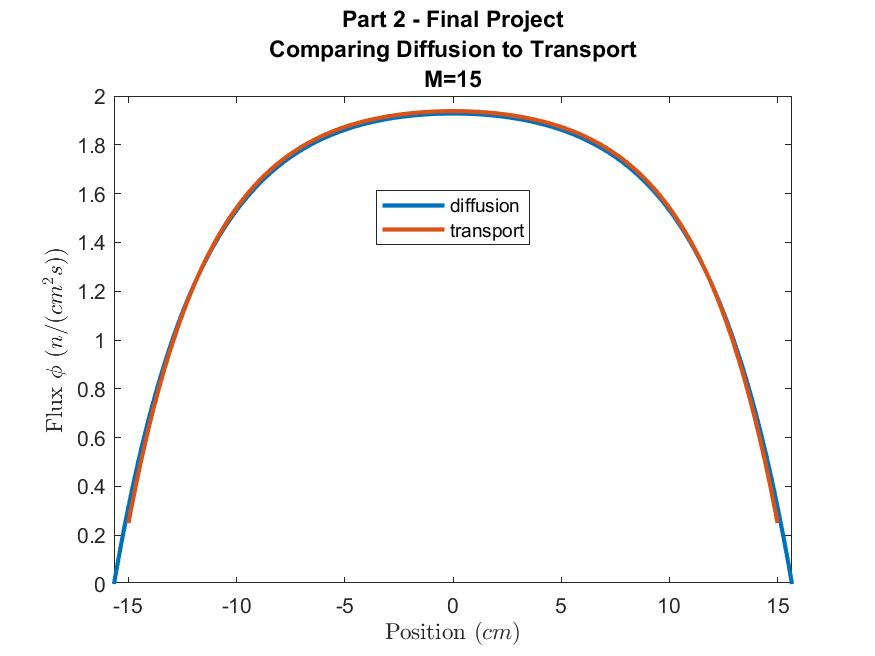 Part 2 - Final Project
Comparing Diffusion to Transport
M=15
2
1.8
1.6
1.4
1.2
1
0.8
0.6
0.4
0.2
0
Flux ϕ (n/(cm²s))
diffusion
transport
-15 -10 -5 0 5 10 15
Position (cm)